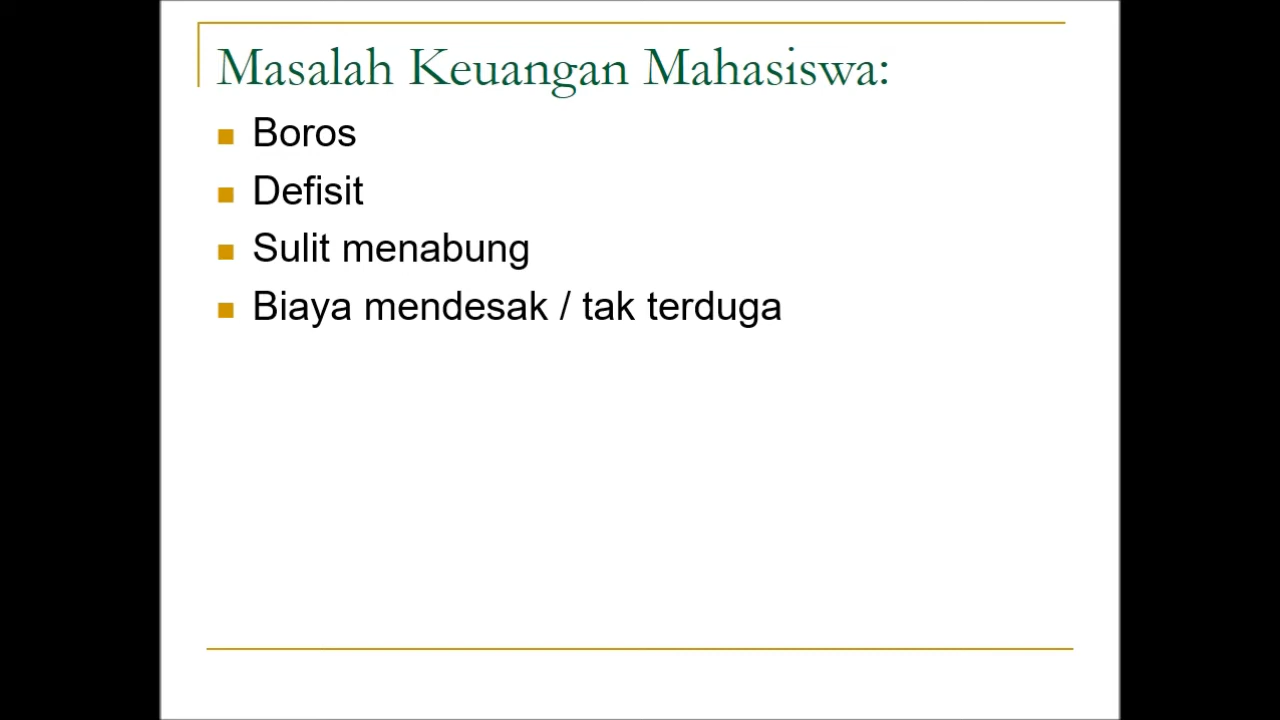 Masalah Keuangan Mahasiswa:
Boros
Defisit
Sulit menabung
Biaya mendesak / tak terduga